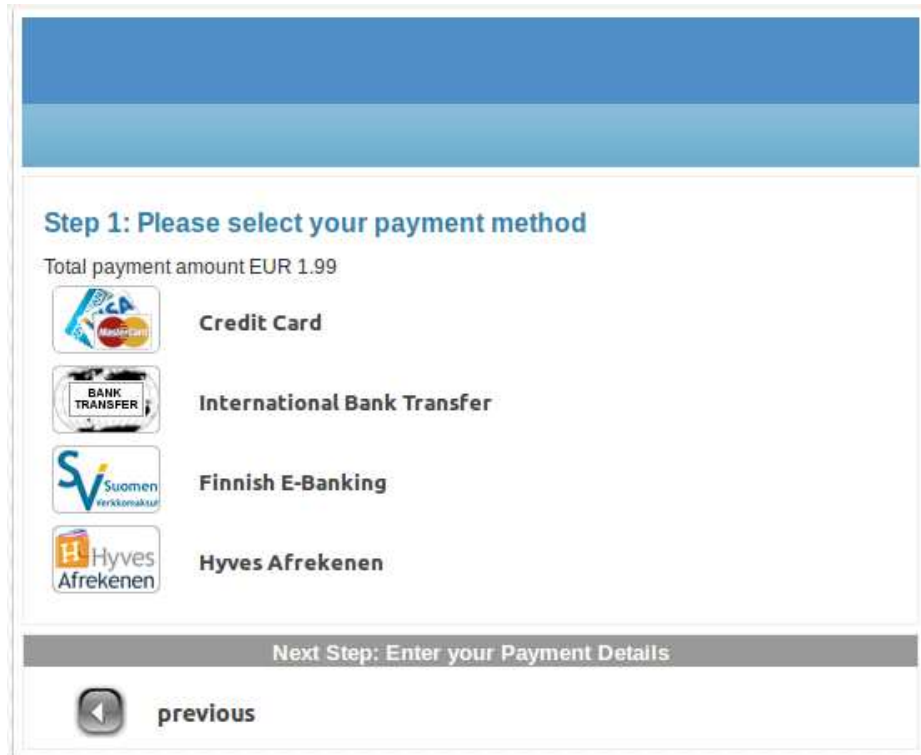 Step 1: Please select your payment method
Total payment amount EUR 1.99
MasterCard
Credit Card
BANK
TRANSFER
International Bank Transfer
SV Suomen
Verkkomaksut
Finnish E-Banking
H Hyves
Afrekenen
Hyves Afrekenen
Next Step: Enter your Payment Details
previous